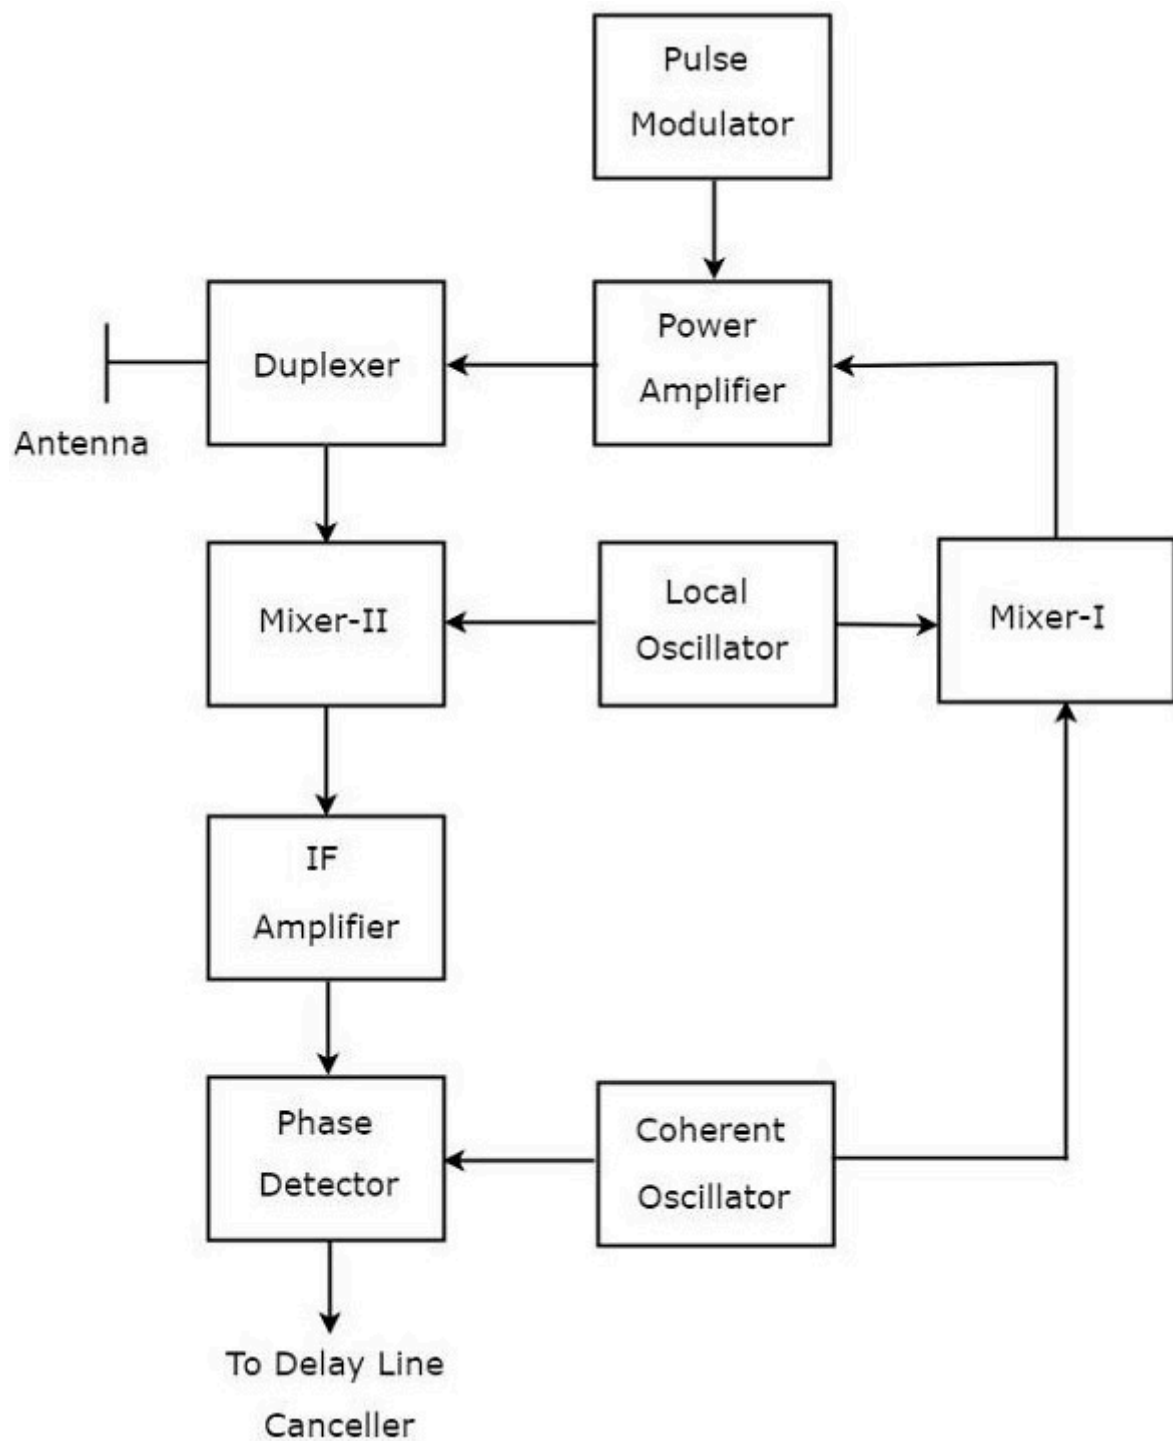 Pulse
Modulator
Duplexer
Power
Amplifier
Antenna
Mixer-II
Local
Oscillator
Mixer-I
IF
Amplifier
Phase
Detector
Coherent
Oscillator
To Delay Line
Canceller